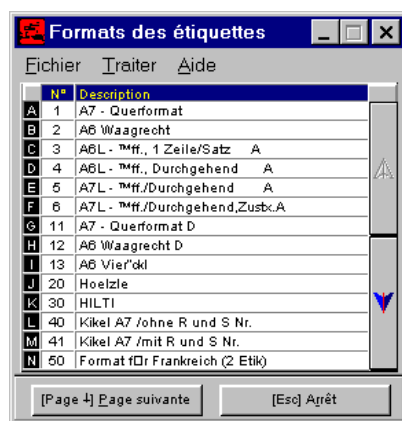 Formats des étiquettes
Fichier Traiter Aide
N° Description
A 1 A7 - Querformat
B 2 A6 Waagrecht
C 3 A6L - ™ff., 1 Zeile/Satz A
D 4 A6L - ™ff., Durchgehend A
E 5 A7L - ™ff./Durchgehend A
F 6 A7L - ™ff./Durchgehend,Zustx.A
G 11 A7 - Querformat D
H 12 A6 Waagrecht D
I 13 A6 Vier"ckl
J 20 Hoelzle
K 30 HILTI
L 40 Kikel A7 /ohne R und S Nr.
M 41 Kikel A7 /mit R und S Nr.
N 50 Format f□r Frankreich (2 Etik)
[Page ↓] Page suivante [Esc] Arrêt